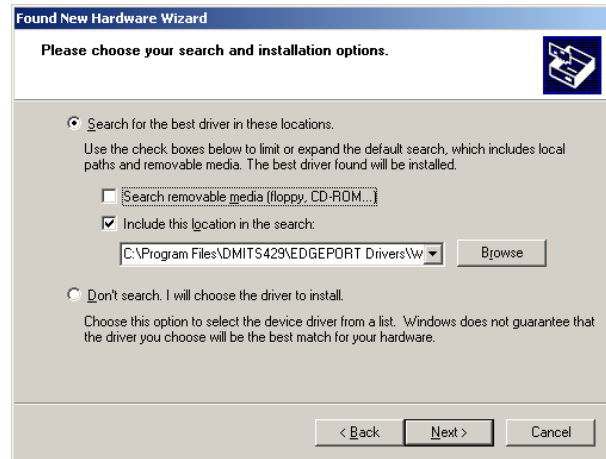 Found New Hardware Wizard
Please choose your search and installation options.
Search for the best driver in these locations.
Use the check boxes below to limit or expand the default search, which includes local
paths and removable media. The best driver found will be installed.
Search removable media (floppy, CD-ROM...)
Include this location in the search:
C:\Program Files\DMITS429\EDGEPORT Drivers\W
Browse
Don't search. I will choose the driver to install.
Choose this option to select the device driver from a list. Windows does not guarantee that
the driver you choose will be the best match for your hardware.
< Back Next > Cancel